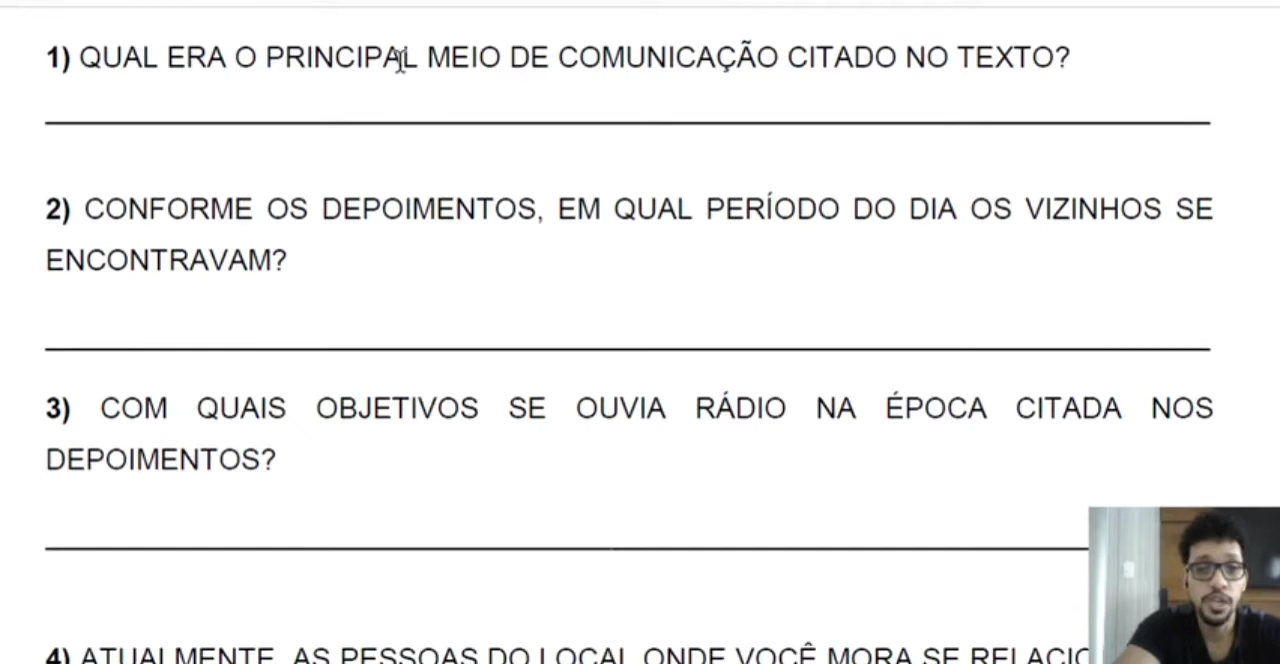 1) QUAL ERA O PRINCIPAL MEIO DE COMUNICAÇÃO CITADO NO TEXTO?
2) CONFORME OS DEPOIMENTOS, EM QUAL PERÍODO DO DIA OS VIZINHOS SE
ENCONTRAVAM?
3) COM QUAIS OBJETIVOS SE OUVIA RÁDIO NA ÉPOCA CITADA NOS
DEPOIMENTOS?
4) ATUALMENTE, AS PESSOAS DO LOCAL ONDE VOCÊ MORA SE